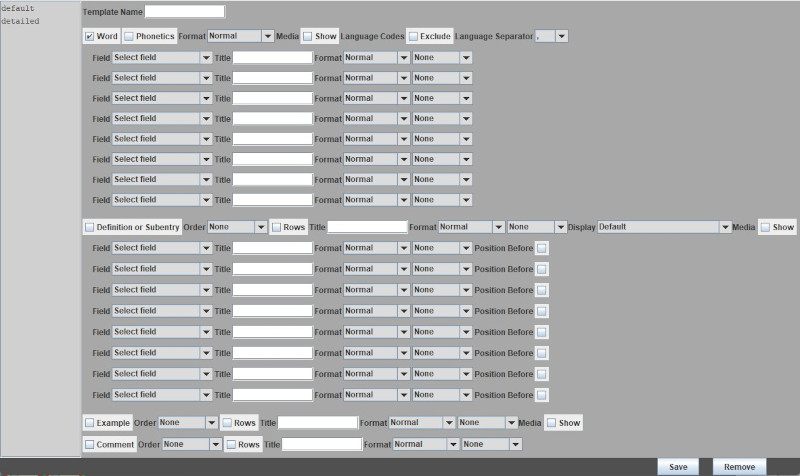 default
detailed
Template Name
Word Phonetics Format Normal Media Show Language Codes Exclude Language Separator ,
Field Select field Title Format Normal None
Field Select field Title Format Normal None
Field Select field Title Format Normal None
Field Select field Title Format Normal None
Field Select field Title Format Normal None
Field Select field Title Format Normal None
Field Select field Title Format Normal None
Field Select field Title Format Normal None
Definition or Subentry Order None Rows Title Format Normal None Display Default Media Show
Field Select field Title Format Normal None Position Before
Field Select field Title Format Normal None Position Before
Field Select field Title Format Normal None Position Before
Field Select field Title Format Normal None Position Before
Field Select field Title Format Normal None Position Before
Field Select field Title Format Normal None Position Before
Field Select field Title Format Normal None Position Before
Field Select field Title Format Normal None Position Before
Example Order None Rows Title Format Normal None Media Show
Comment Order None Rows Title Format Normal None
Save Remove